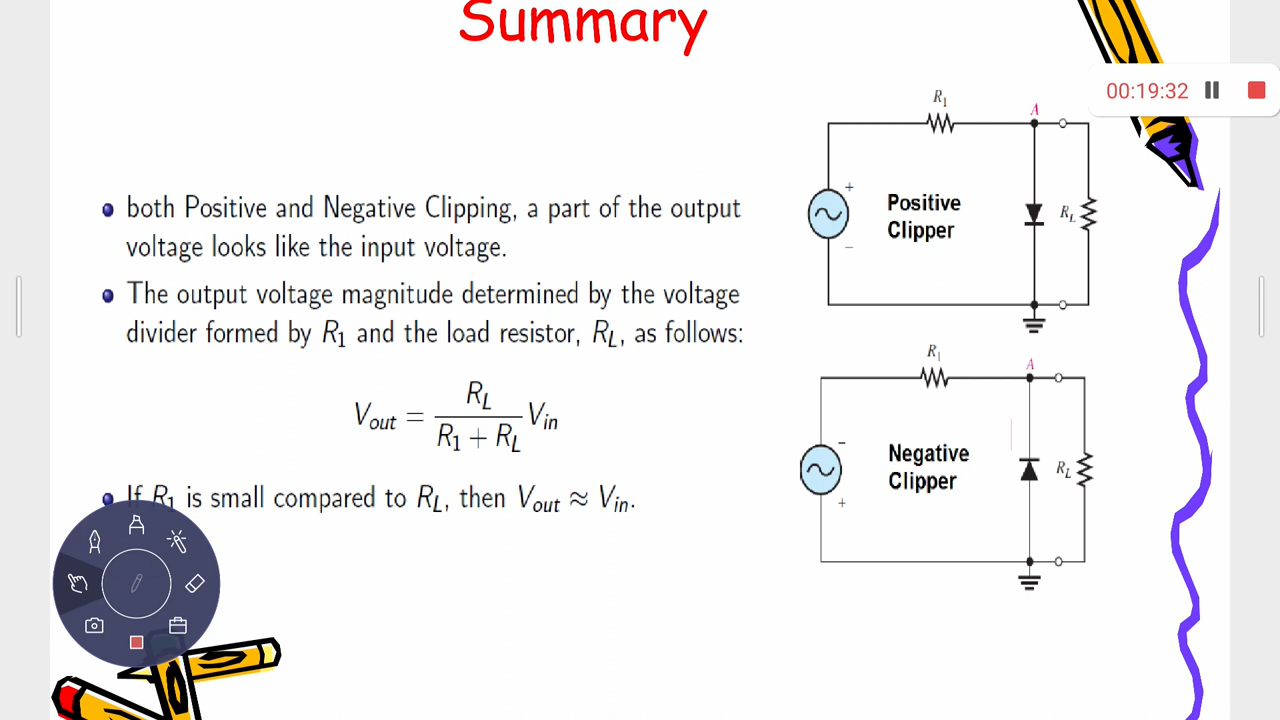 Summary
00:19:32
both Positive and Negative Clipping, a part of the output
voltage looks like the input voltage.
The output voltage magnitude determined by the voltage
divider formed by R1 and the load resistor, RL, as follows:
Vout = RL / (R1 + RL) Vin
If R1 is small compared to RL, then Vout ≈ Vin.
R1
A
+
Positive
Clipper
RL
−
R1
A
−
Negative
Clipper
RL
+